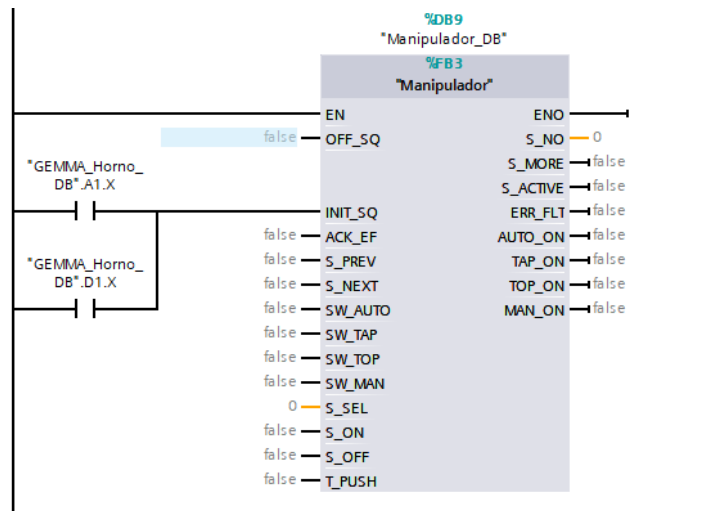 %DB9
"Manipulador_DB"
%FB3
"Manipulador"
EN ENO
false OFF_SQ S_NO 0
S_MORE false
"GEMMA_Horno_
DB".A1.X
S_ACTIVE false
INIT_SQ ERR_FLT false
false ACK_EF AUTO_ON false
"GEMMA_Horno_
DB".D1.X
false S_PREV TAP_ON false
false S_NEXT TOP_ON false
false SW_AUTO MAN_ON false
false SW_TAP
false SW_TOP
false SW_MAN
0 S_SEL
false S_ON
false S_OFF
false T_PUSH